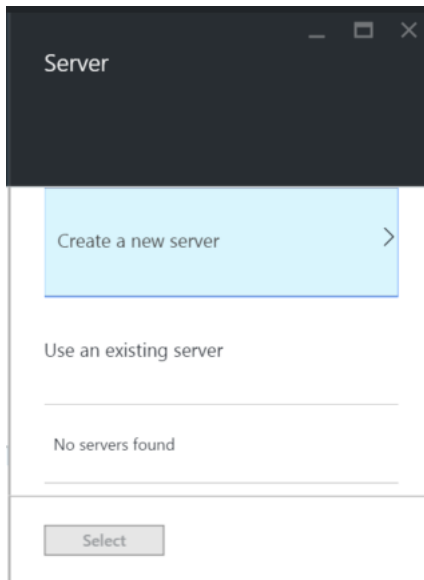 Server
Create a new server
Use an existing server
No servers found
Select